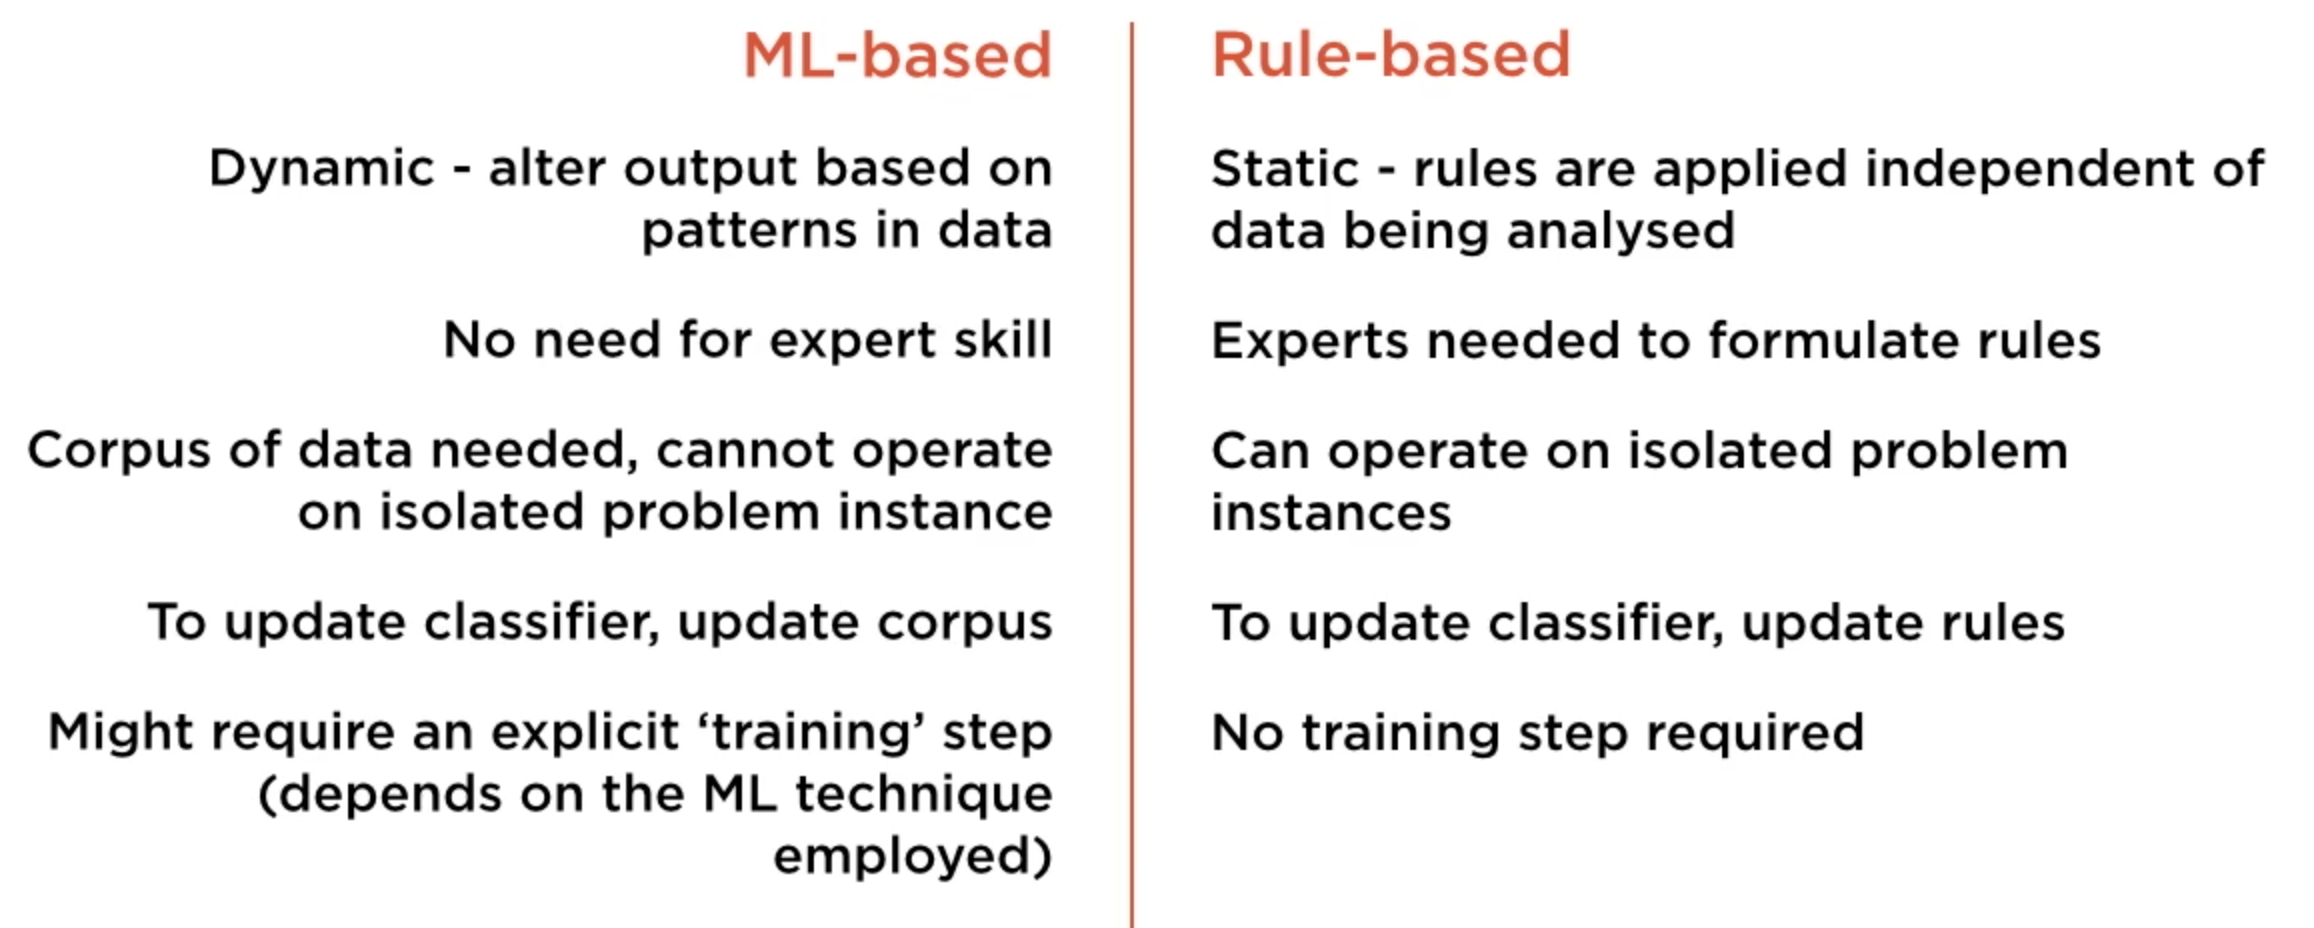 ML-based
Dynamic - alter output based on
patterns in data
No need for expert skill
Corpus of data needed, cannot operate
on isolated problem instance
To update classifier, update corpus
Might require an explicit ‘training’ step
(depends on the ML technique
employed)
Rule-based
Static - rules are applied independent of
data being analysed
Experts needed to formulate rules
Can operate on isolated problem
instances
To update classifier, update rules
No training step required